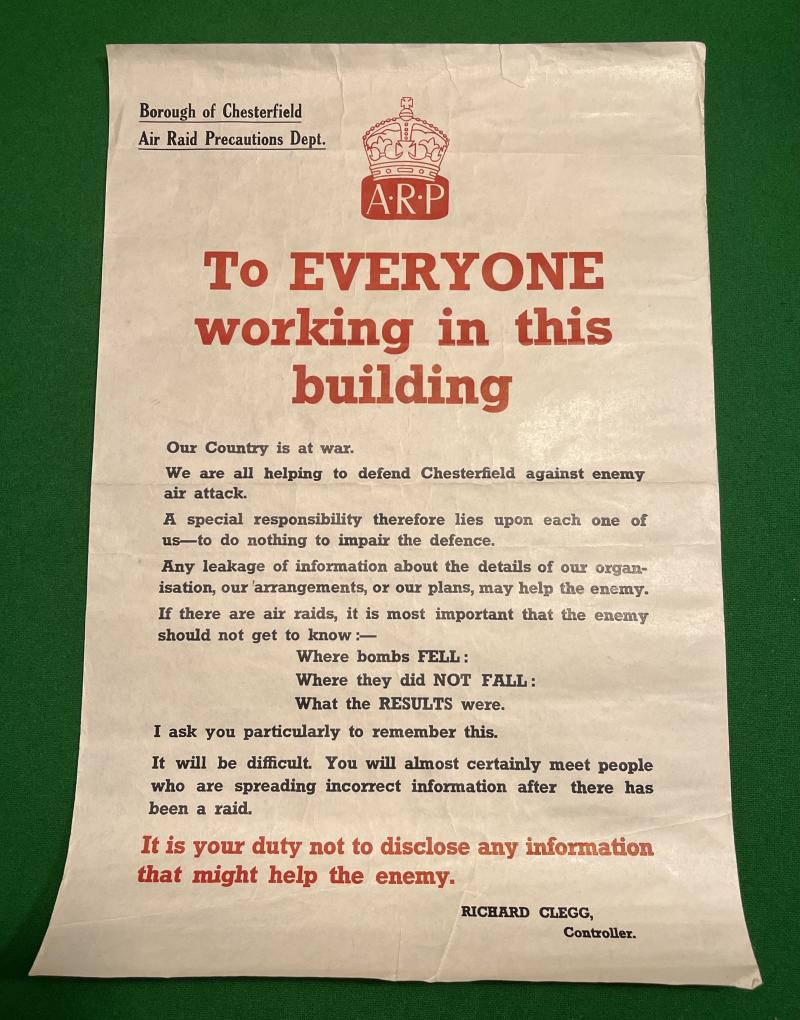 Borough of Chesterfield
Air Raid Precautions Dept.
A·R·P
To EVERYONE
working in this
building
Our Country is at war.
We are all helping to defend Chesterfield against enemy
air attack.
A special responsibility therefore lies upon each one of
us—to do nothing to impair the defence.
Any leakage of information about the details of our organ-
isation, our arrangements, or our plans, may help the enemy.
If there are air raids, it is most important that the enemy
should not get to know :—
Where bombs FELL :
Where they did NOT FALL :
What the RESULTS were.
I ask you particularly to remember this.
It will be difficult. You will almost certainly meet people
who are spreading incorrect information after there has
been a raid.
It is your duty not to disclose any information
that might help the enemy.
RICHARD CLEGG,
Controller.